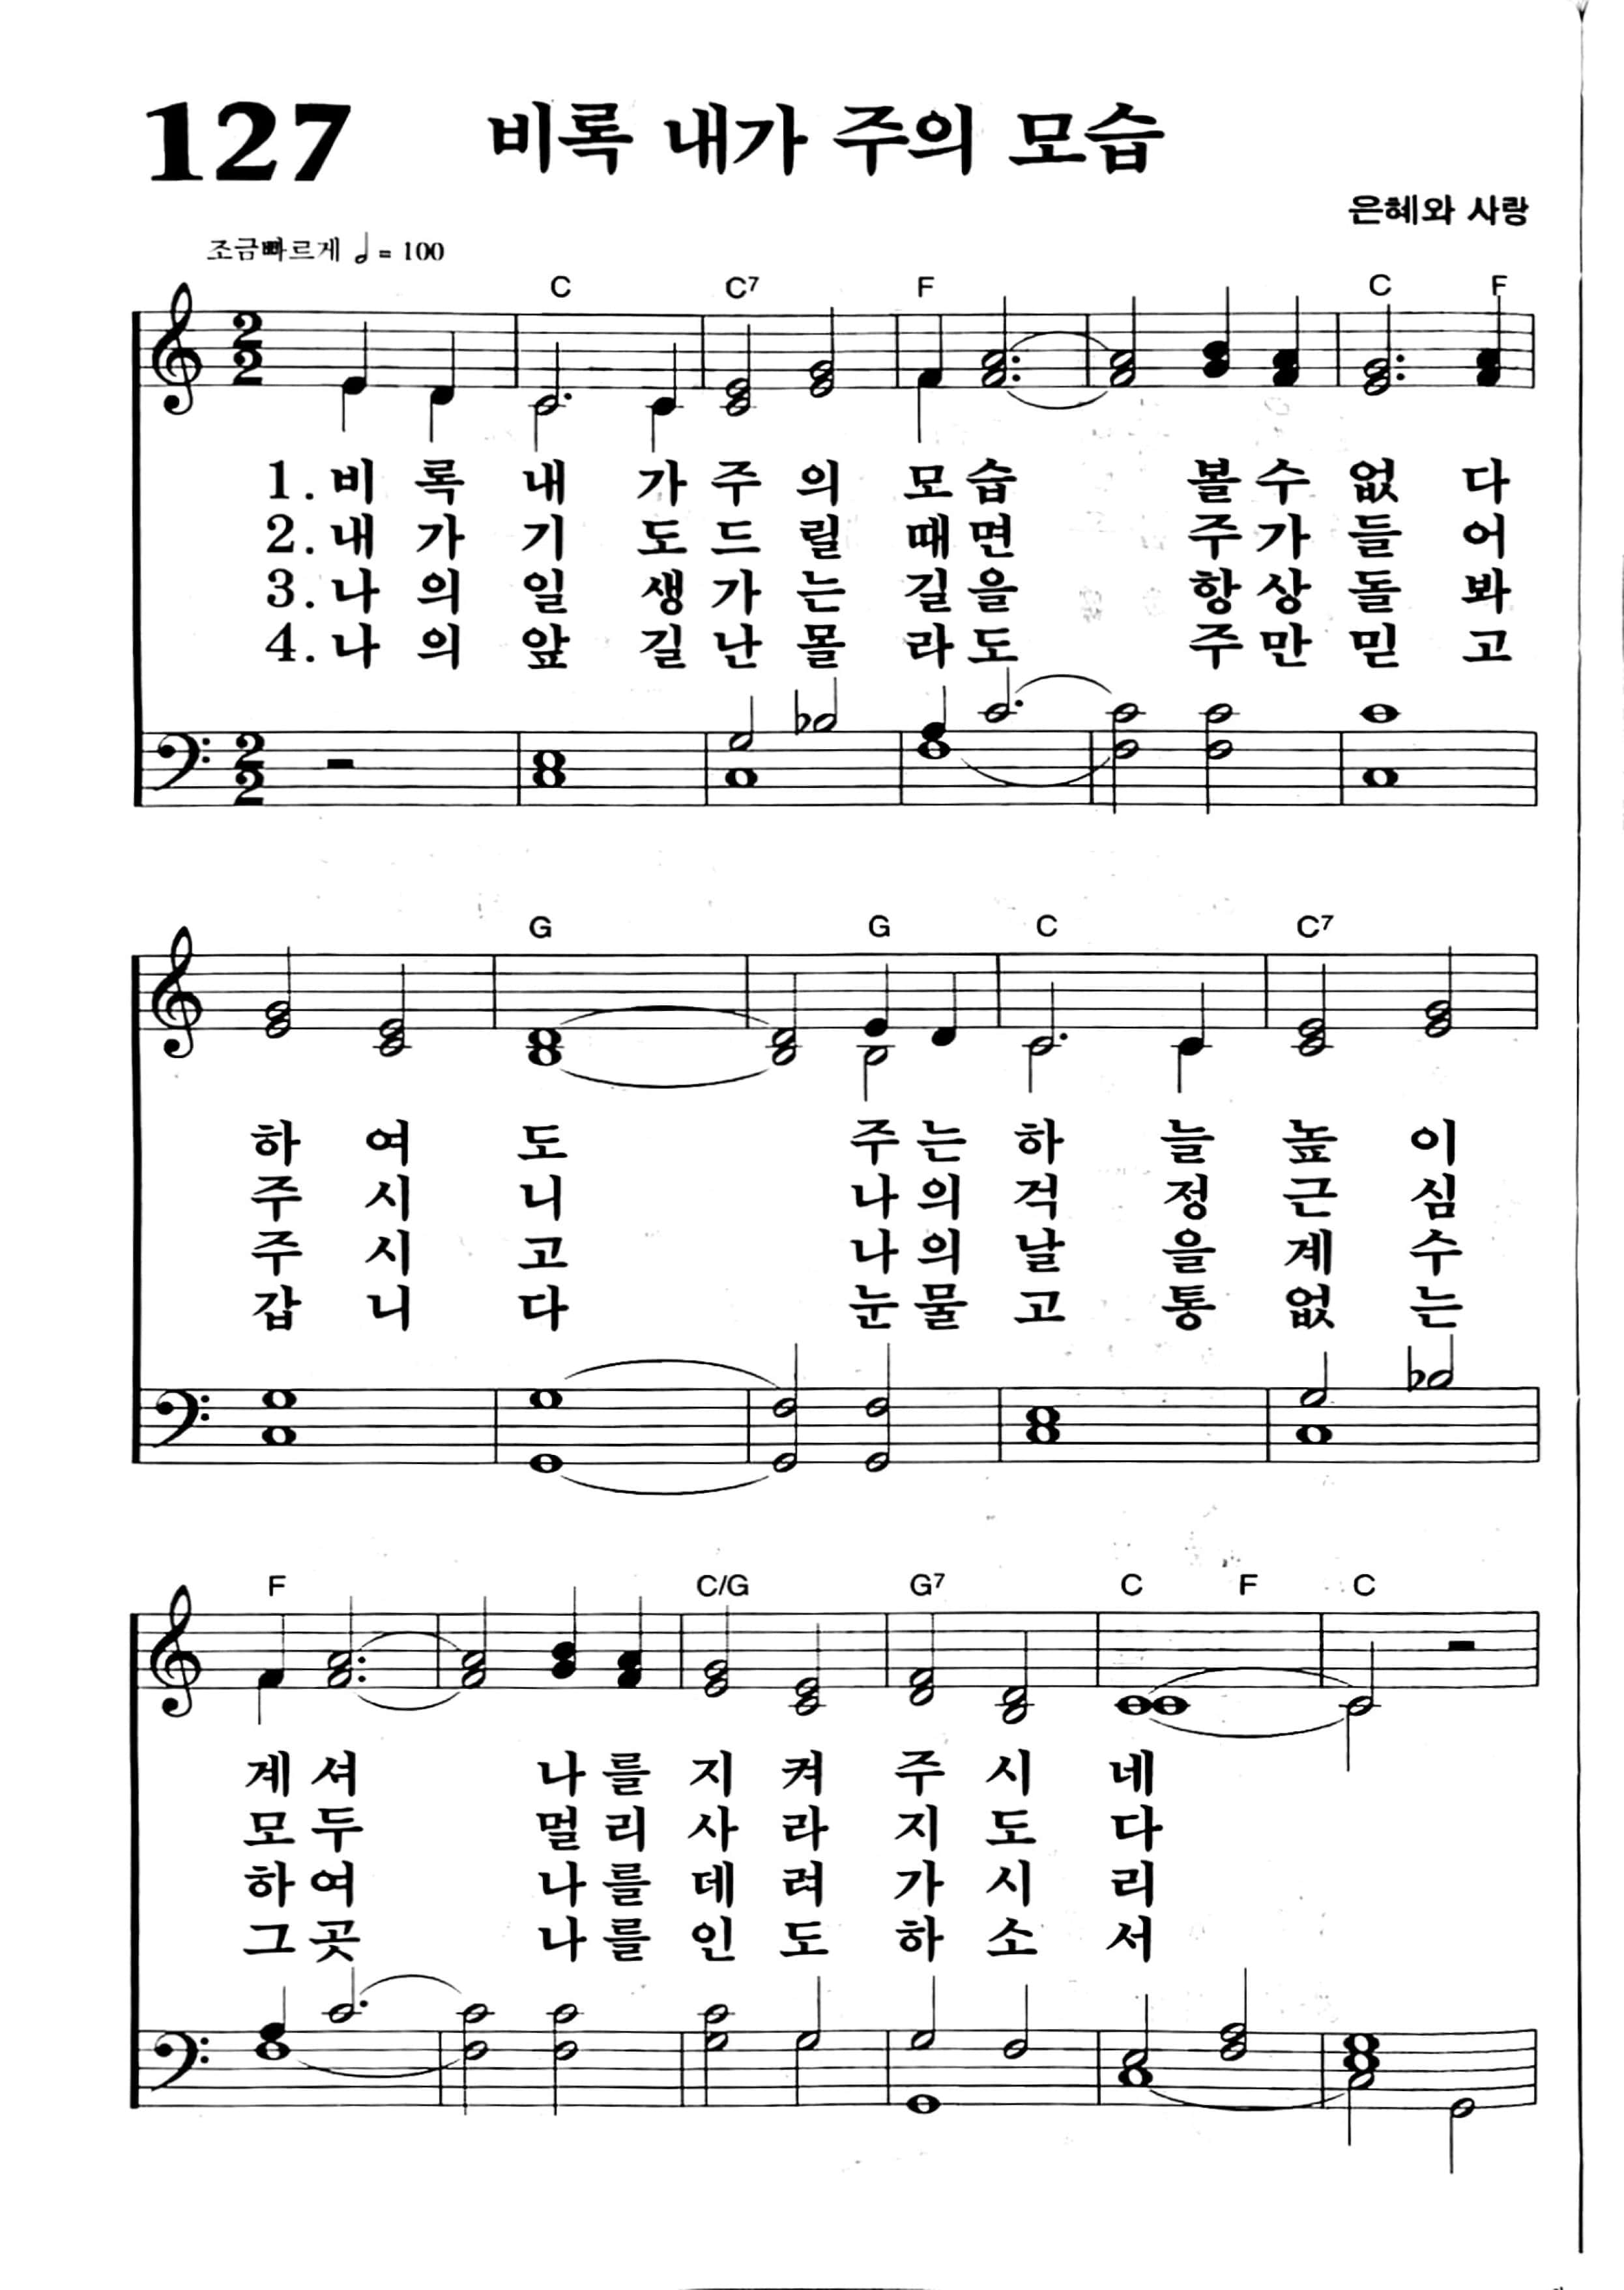 127 비록 내가 주의 모습
은혜와 사랑
조금빠르게 = 100
C C7 F C F
1. 비 록 내 가 주 의 모 습 볼 수 없 다
2. 내 가 기 도 드 릴 때 면 주 가 들 어
3. 나 의 일 생 가 는 길 을 항 상 돌 봐
4. 나 의 앞 길 난 몰 라 도 주 만 믿 고
G G C C7
하 여 도 주 는 하 늘 높 이
주 시 니 나 의 걱 정 근 심
주 시 고 나 의 날 을 계 수
갑 니 다 눈 물 고 통 없 는
F C/G G7 C F C
계 셔 나 를 지 켜 주 시 네
모 두 멀 리 사 라 지 도 다
하 여 나 를 데 려 가 시 리
그 곳 나 를 인 도 하 소 서